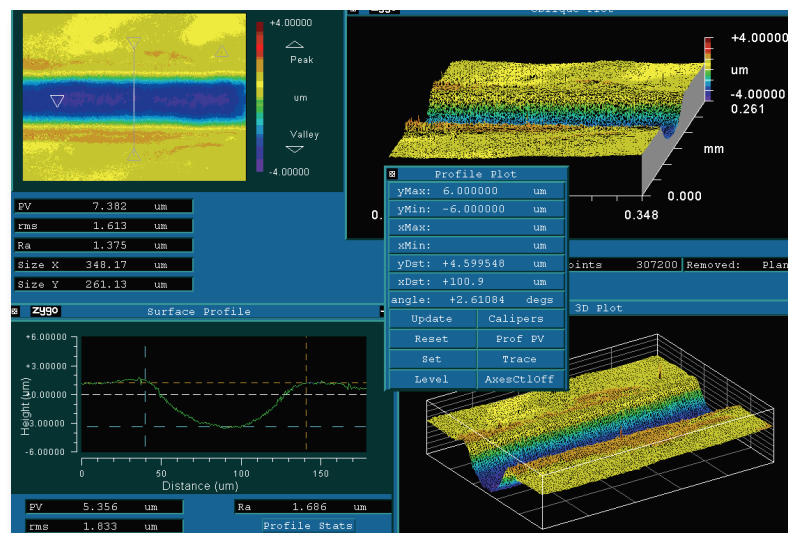 +4.00000
Peak
um
Valley
-4.00000
PV 7.382 um
rms 1.613 um
Ra 1.375 um
Size X 348.17 um
Size Y 261.13 um
zygo
Oblique Plot
+4.00000
um
-4.00000
0.261
mm
0.000
0.348
0.
Profile Plot
yMax: 6.000000 um
yMin: -6.000000 um
xMax: um
xMin: um
yDst: +4.599548 um
xDst: +100.9 um
angle: +2.61084 degs
Update Calipers
Reset Prof PV
Set Trace
Level AxesCtlOff
oints 307200 Removed: Plan
zygo Surface Profile
+6.00000
+3.00000
+0.00000
-3.00000
-6.00000
Height (um)
0 50 100 150
Distance (um)
PV 5.356 um
Ra 1.686 um
rms 1.833 um
Profile Stats
3D Plot